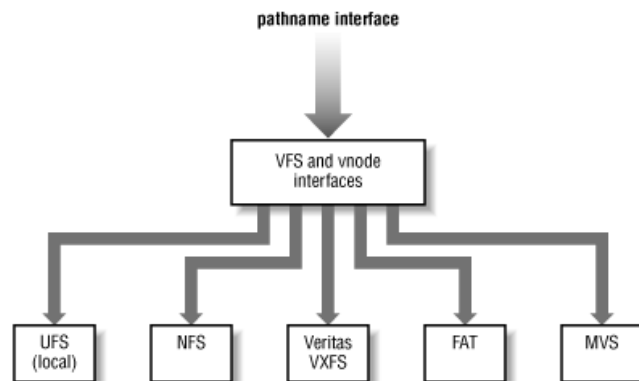 pathname interface
VFS and vnode
interfaces
UFS
(local)
NFS
Veritas
VXFS
FAT
MVS